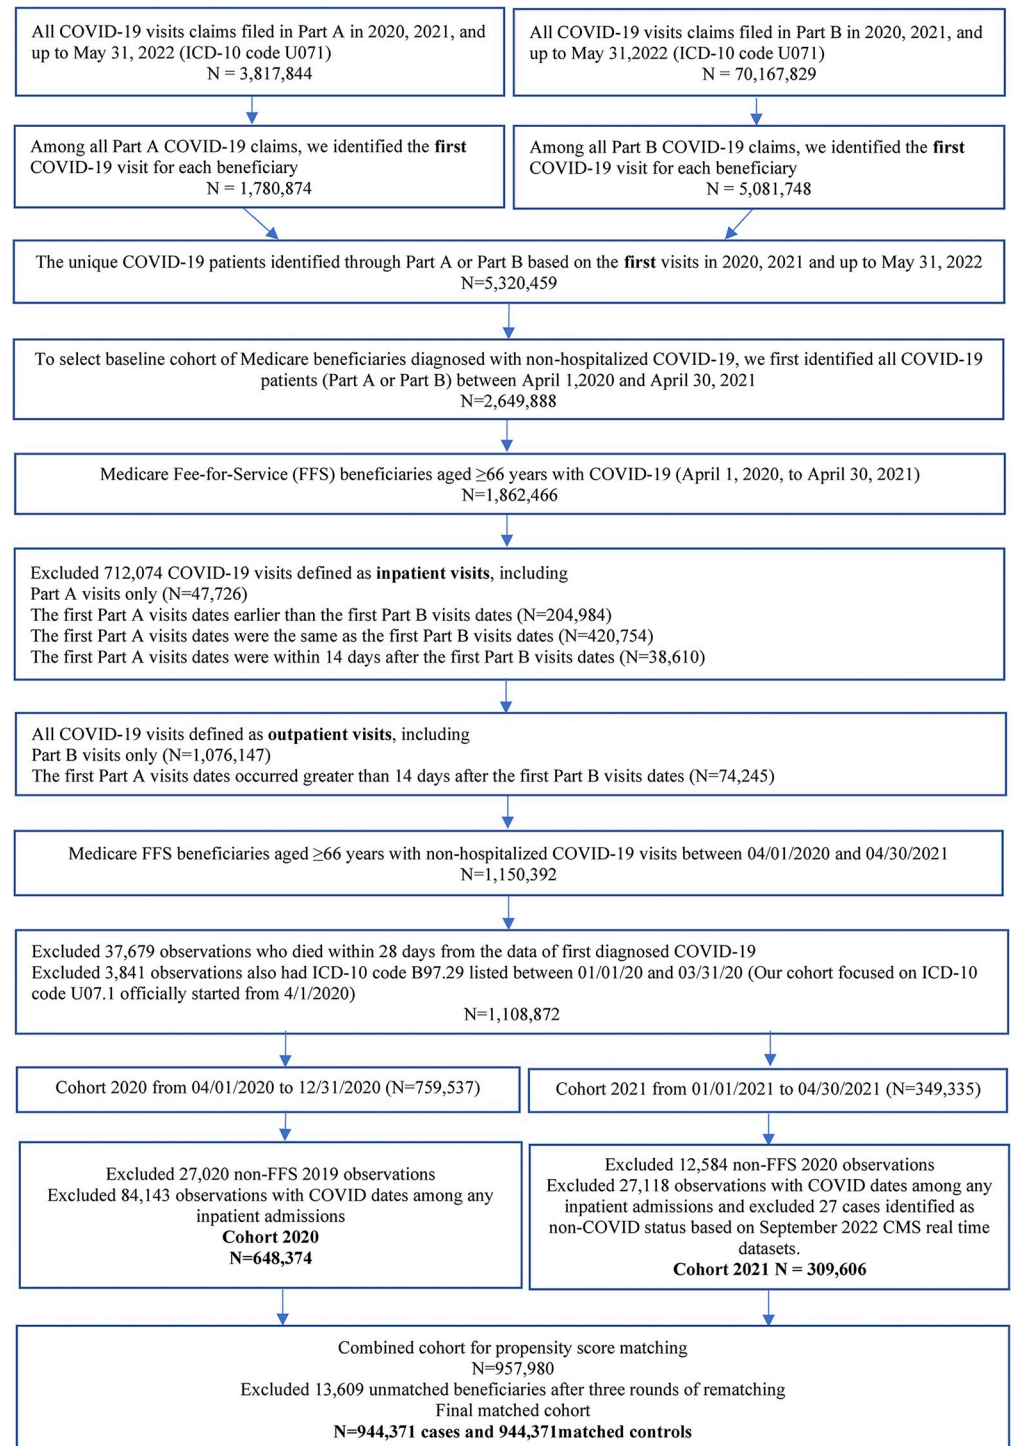 All COVID-19 visits claims filed in Part A in 2020, 2021, and
up to May 31, 2022 (ICD-10 code U071)
N = 3,817,844
All COVID-19 visits claims filed in Part B in 2020, 2021, and
up to May 31,2022 (ICD-10 code U071)
N = 70,167,829
Among all Part A COVID-19 claims, we identified the first
COVID-19 visit for each beneficiary
N = 1,780,874
Among all Part B COVID-19 claims, we identified the first
COVID-19 visit for each beneficiary
N = 5,081,748
The unique COVID-19 patients identified through Part A or Part B based on the first visits in 2020, 2021 and up to May 31, 2022
N=5,320,459
To select baseline cohort of Medicare beneficiaries diagnosed with non-hospitalized COVID-19, we first identified all COVID-19
patients (Part A or Part B) between April 1,2020 and April 30, 2021
N=2,649,888
Medicare Fee-for-Service (FFS) beneficiaries aged ≥66 years with COVID-19 (April 1, 2020, to April 30, 2021)
N=1,862,466
Excluded 712,074 COVID-19 visits defined as inpatient visits, including
Part A visits only (N=47,726)
The first Part A visits dates earlier than the first Part B visits dates (N=204,984)
The first Part A visits dates were the same as the first Part B visits dates (N=420,754)
The first Part A visits dates were within 14 days after the first Part B visits dates (N=38,610)
All COVID-19 visits defined as outpatient visits, including
Part B visits only (N=1,076,147)
The first Part A visits dates occurred greater than 14 days after the first Part B visits dates (N=74,245)
Medicare FFS beneficiaries aged ≥66 years with non-hospitalized COVID-19 visits between 04/01/2020 and 04/30/2021
N=1,150,392
Excluded 37,679 observations who died within 28 days from the data of first diagnosed COVID-19
Excluded 3,841 observations also had ICD-10 code B97.29 listed between 01/01/20 and 03/31/20 (Our cohort focused on ICD-10
code U07.1 officially started from 4/1/2020)
N=1,108,872
Cohort 2020 from 04/01/2020 to 12/31/2020 (N=759,537)
Cohort 2021 from 01/01/2021 to 04/30/2021 (N=349,335)
Excluded 27,020 non-FFS 2019 observations
Excluded 84,143 observations with COVID dates among any
inpatient admissions
Cohort 2020
N=648,374
Excluded 12,584 non-FFS 2020 observations
Excluded 27,118 observations with COVID dates among any
inpatient admissions and excluded 27 cases identified as
non-COVID status based on September 2022 CMS real time
datasets.
Cohort 2021 N = 309,606
Combined cohort for propensity score matching
N=957,980
Excluded 13,609 unmatched beneficiaries after three rounds of rematching
Final matched cohort
N=944,371 cases and 944,371matched controls